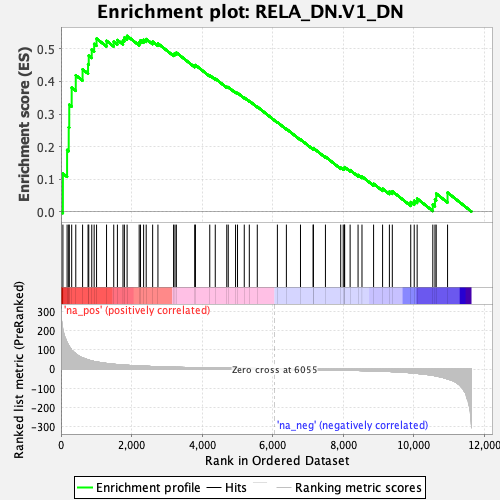 Enrichment plot: RELA_DN.V1_DN
Enrichment score (ES)
0.5
0.4
0.3
0.2
0.1
0.0
'na_pos' (positively correlated)
Ranked list metric (PreRanked)
300
200
100
0
-100
-200
-300
Zero cross at 6055
'na_neg' (negatively correlated)
0
2,000
4,000
6,000
8,000
10,000
12,000
Rank in Ordered Dataset
Enrichment profile
Hits
Ranking metric scores